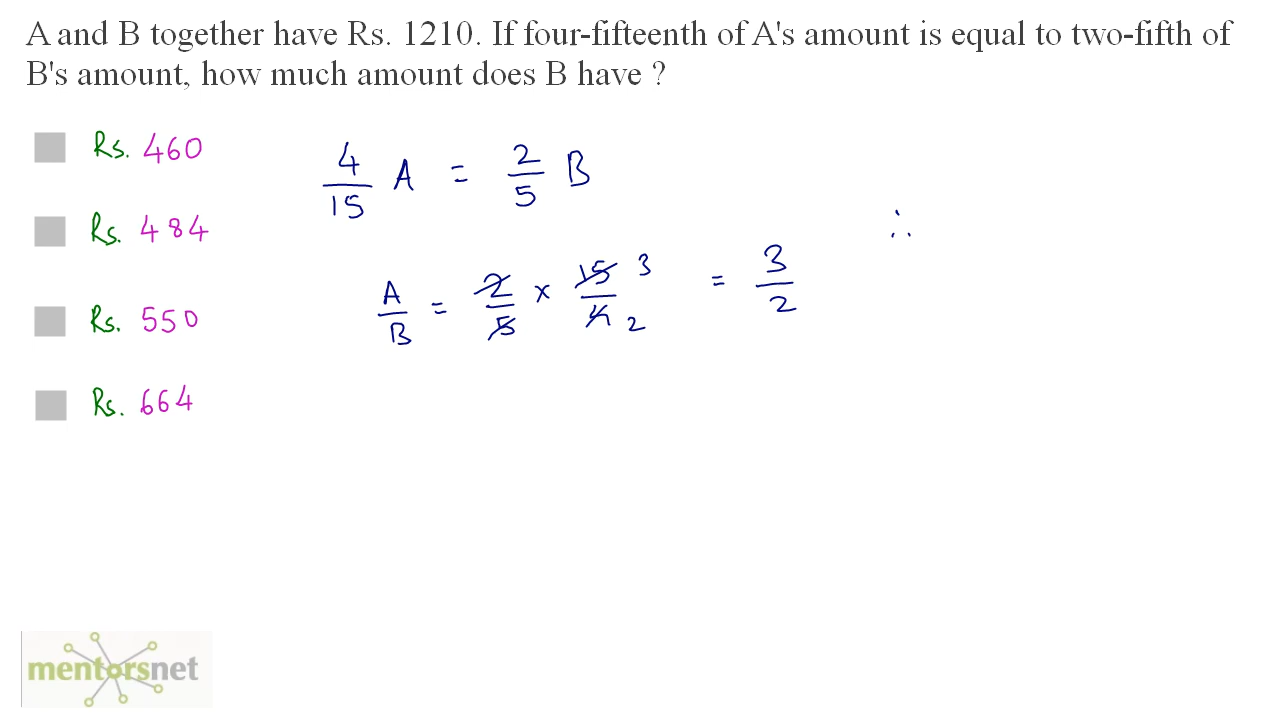 A and B together have Rs. 1210. If four-fifteenth of A's amount is equal to two-fifth of
B's amount, how much amount does B have ?
Rs. 460
4/15 A = 2/5 B
Rs. 484
∴
A/B = 2/5 x 15/4 3 2 = 3/2
Rs. 550
Rs. 664
mentorsnet